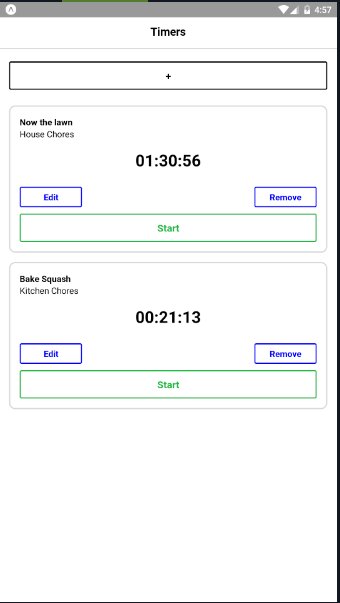 4:57
Timers
+
Now the lawn
House Chores
01:30:56
Edit Remove
Start
Bake Squash
Kitchen Chores
00:21:13
Edit Remove
Start